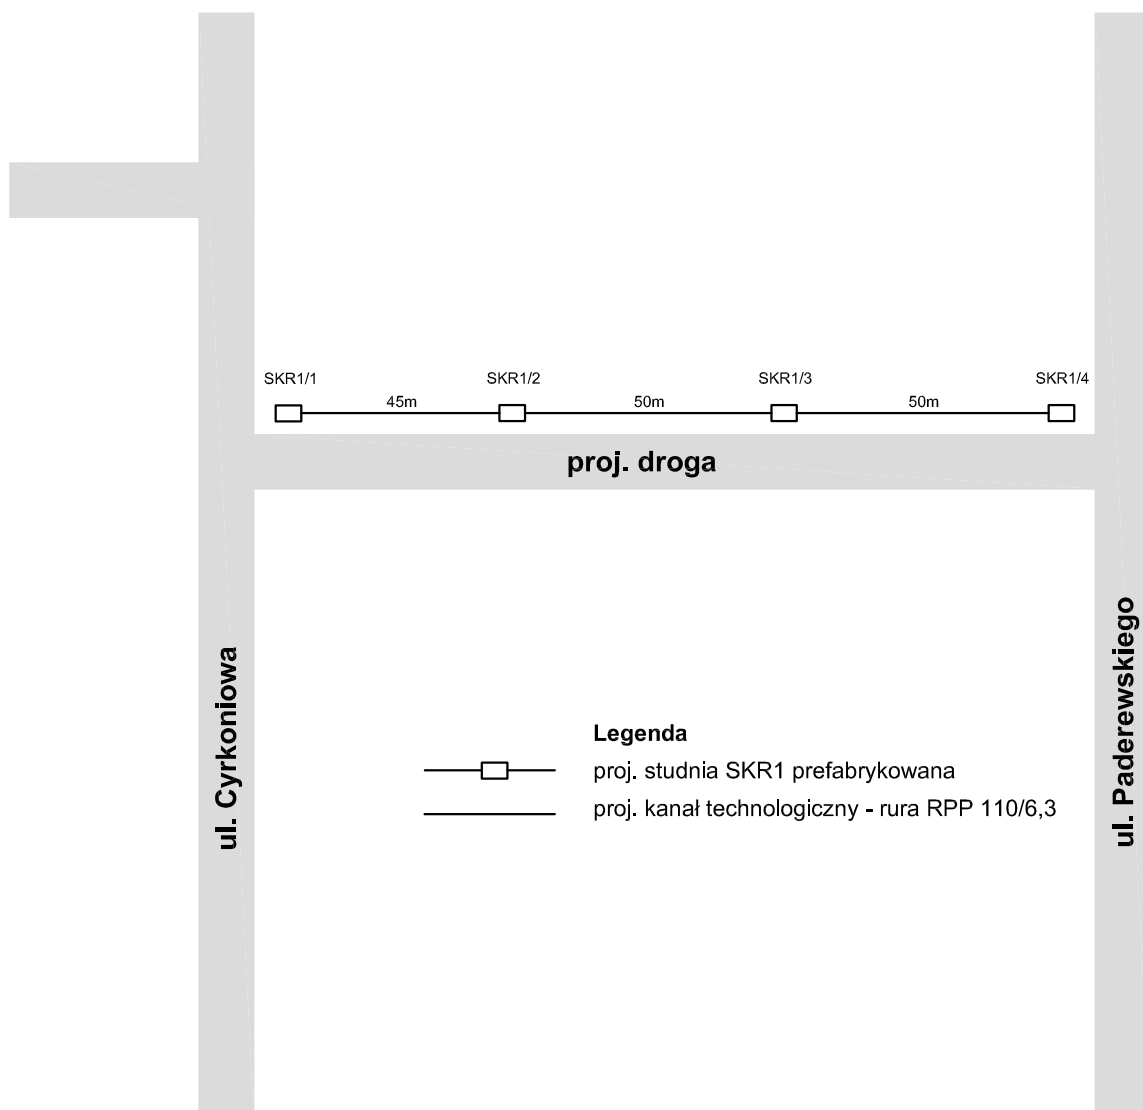 SKR1/1 SKR1/2 SKR1/3 SKR1/4
45m 50m 50m
proj. droga
ul. Cyrkoniowa
ul. Paderewskiego
Legenda
proj. studnia SKR1 prefabrykowana
proj. kanał technologiczny - rura RPP 110/6,3